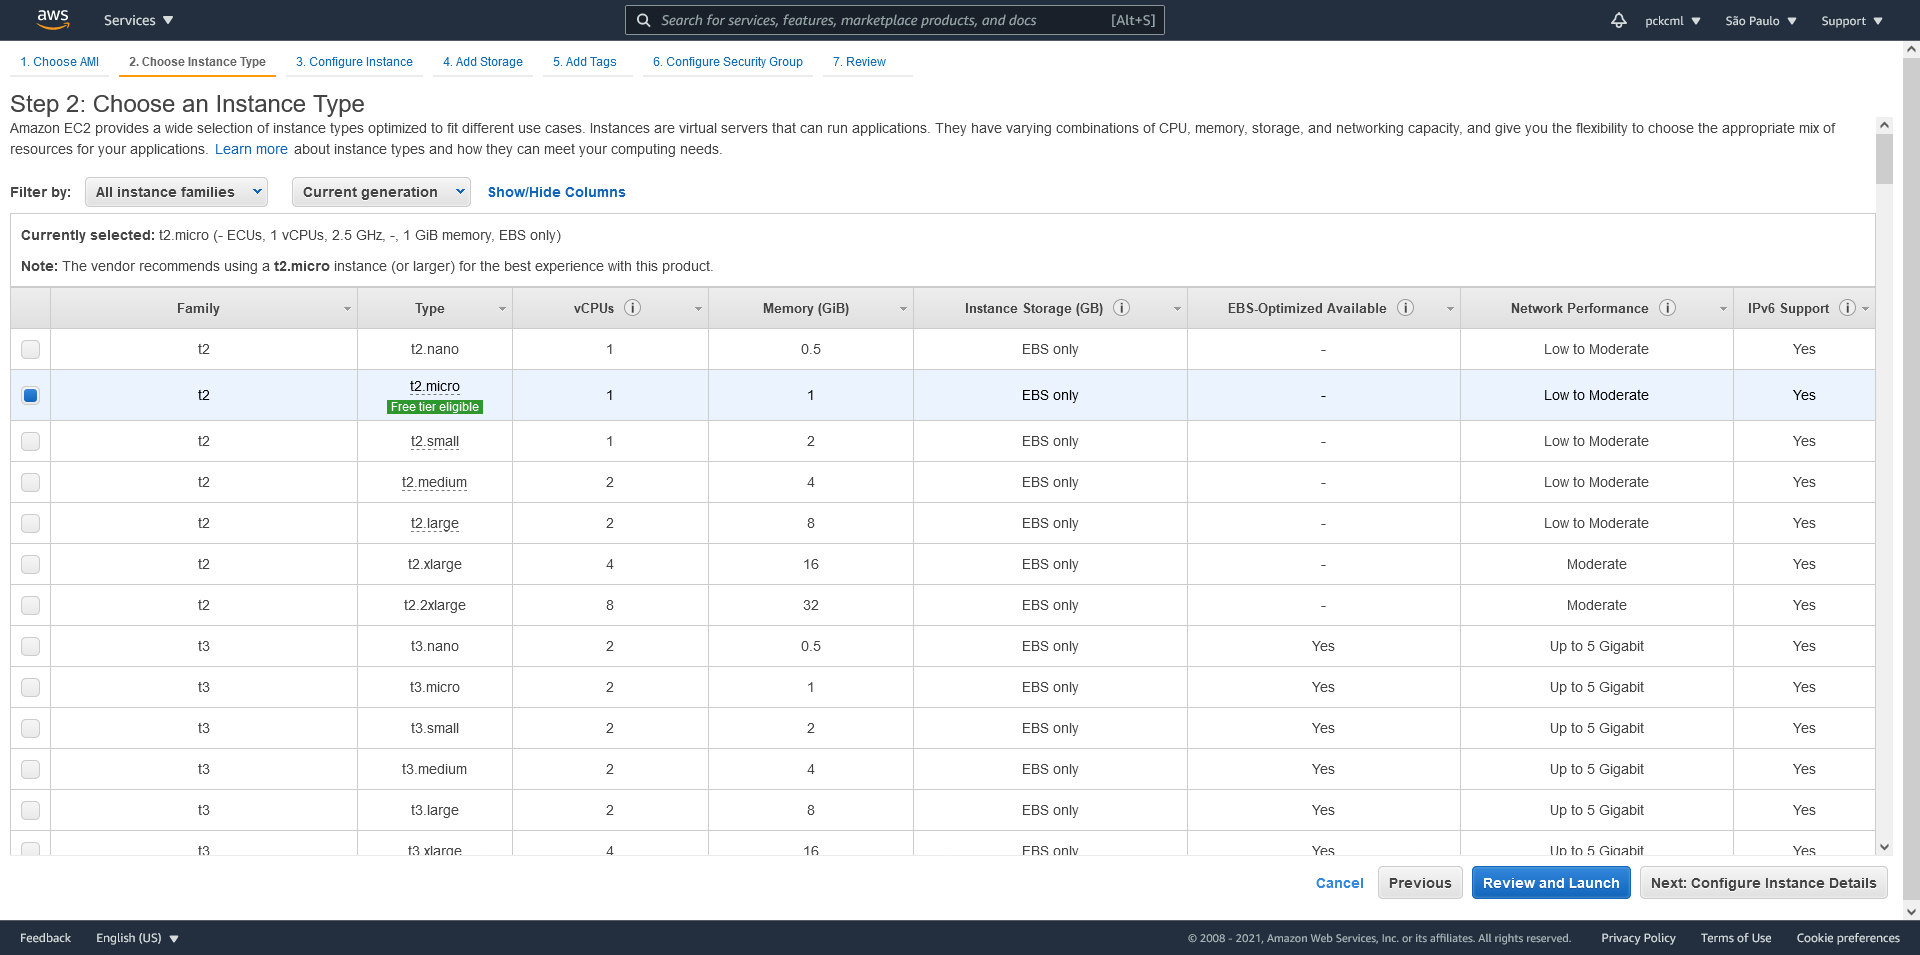 aws Services Search for services, features, marketplace products, and docs [Alt+S] pckcml São Paulo Support
1. Choose AMI 2. Choose Instance Type 3. Configure Instance 4. Add Storage 5. Add Tags 6. Configure Security Group 7. Review
Step 2: Choose an Instance Type
Amazon EC2 provides a wide selection of instance types optimized to fit different use cases. Instances are virtual servers that can run applications. They have varying combinations of CPU, memory, storage, and networking capacity, and give you the flexibility to choose the appropriate mix of
resources for your applications. Learn more about instance types and how they can meet your computing needs.
Filter by: All instance families Current generation Show/Hide Columns
Currently selected: t2.micro (- ECUs, 1 vCPUs, 2.5 GHz, -, 1 GiB memory, EBS only)
Note: The vendor recommends using a t2.micro instance (or larger) for the best experience with this product.
Family Type vCPUs i Memory (GiB) Instance Storage (GB) i EBS-Optimized Available i Network Performance i IPv6 Support i
t2 t2.nano 1 0.5 EBS only - Low to Moderate Yes
t2 t2.micro 1 1 EBS only - Low to Moderate Yes
Free tier eligible
t2 t2.small 1 2 EBS only - Low to Moderate Yes
t2 t2.medium 2 4 EBS only - Low to Moderate Yes
t2 t2.large 2 8 EBS only - Low to Moderate Yes
t2 t2.xlarge 4 16 EBS only - Moderate Yes
t2 t2.2xlarge 8 32 EBS only - Moderate Yes
t3 t3.nano 2 0.5 EBS only Yes Up to 5 Gigabit Yes
t3 t3.micro 2 1 EBS only Yes Up to 5 Gigabit Yes
t3 t3.small 2 2 EBS only Yes Up to 5 Gigabit Yes
t3 t3.medium 2 4 EBS only Yes Up to 5 Gigabit Yes
t3 t3.large 2 8 EBS only Yes Up to 5 Gigabit Yes
t3 t3.xlarge 4 16 EBS only Yes Up to 5 Gigabit Yes
Cancel Previous Review and Launch Next: Configure Instance Details
Feedback English (US) © 2008 - 2021, Amazon Web Services, Inc. or its affiliates. All rights reserved. Privacy Policy Terms of Use Cookie preferences